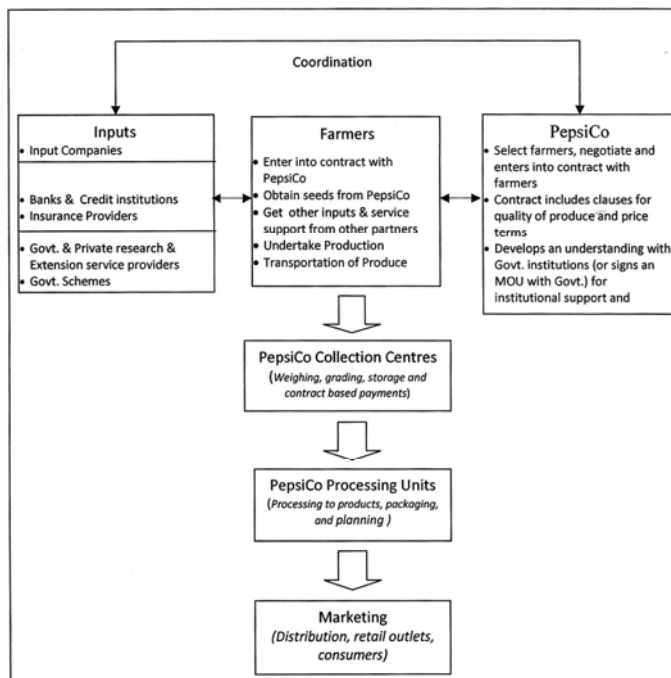 Coordination
Inputs
• Input Companies
• Banks & Credit institutions
• Insurance Providers
• Govt. & Private research &
Extension service providers
• Govt. Schemes
Farmers
• Enter into contract with
PepsiCo
• Obtain seeds from PepsiCo
• Get other inputs & service
support from other partners
• Undertake Production
• Transportation of Produce
PepsiCo
• Select farmers, negotiate and
enters into contract with
farmers
• Contract includes clauses for
quality of produce and price
terms
• Develops an understanding with
Govt. institutions (or signs an
MOU with Govt.) for
institutional support and
PepsiCo Collection Centres
(Weighing, grading, storage and
contract based payments)
PepsiCo Processing Units
(Processing to products, packaging,
and planning )
Marketing
(Distribution, retail outlets,
consumers)